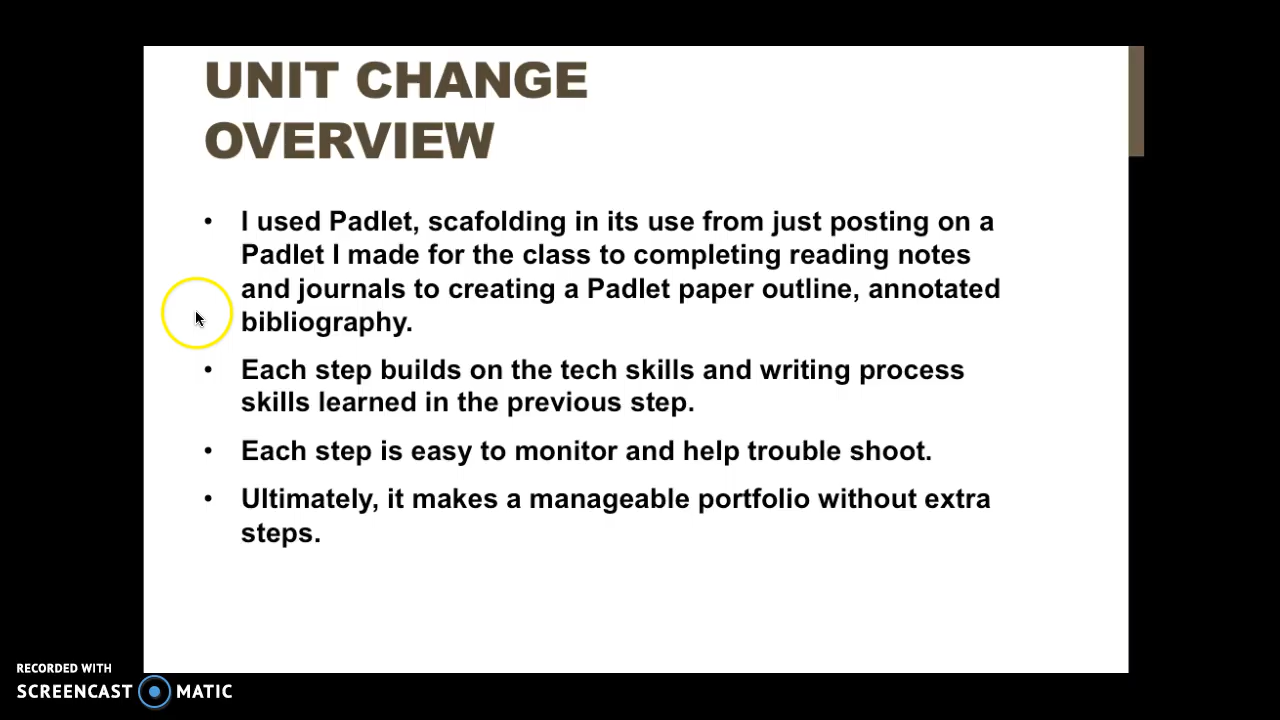 UNIT CHANGE
OVERVIEW
• I used Padlet, scafolding in its use from just posting on a
Padlet I made for the class to completing reading notes
and journals to creating a Padlet paper outline, annotated
bibliography.
• Each step builds on the tech skills and writing process
skills learned in the previous step.
• Each step is easy to monitor and help trouble shoot.
• Ultimately, it makes a manageable portfolio without extra
steps.
RECORDED WITH
SCREENCAST MATIC